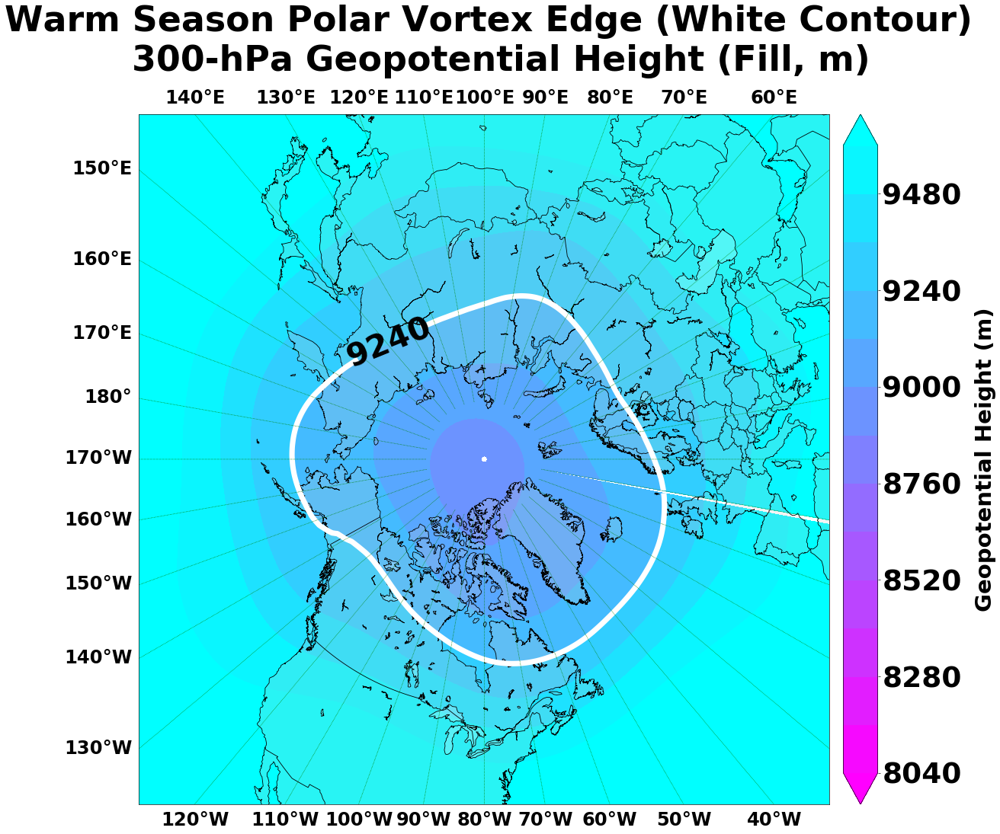 Warm Season Polar Vortex Edge (White Contour)
300-hPa Geopotential Height (Fill, m)
140°E 130°E 120°E 110°E 100°E 90°E 80°E 70°E 60°E
150°E
160°E
170°E
180°
170°W
160°W
150°W
140°W
130°W
9240
120°W 110°W 100°W 90°W 80°W 70°W 60°W 50°W 40°W
9480
9240
9000
8760
8520
8280
8040
Geopotential Height (m)